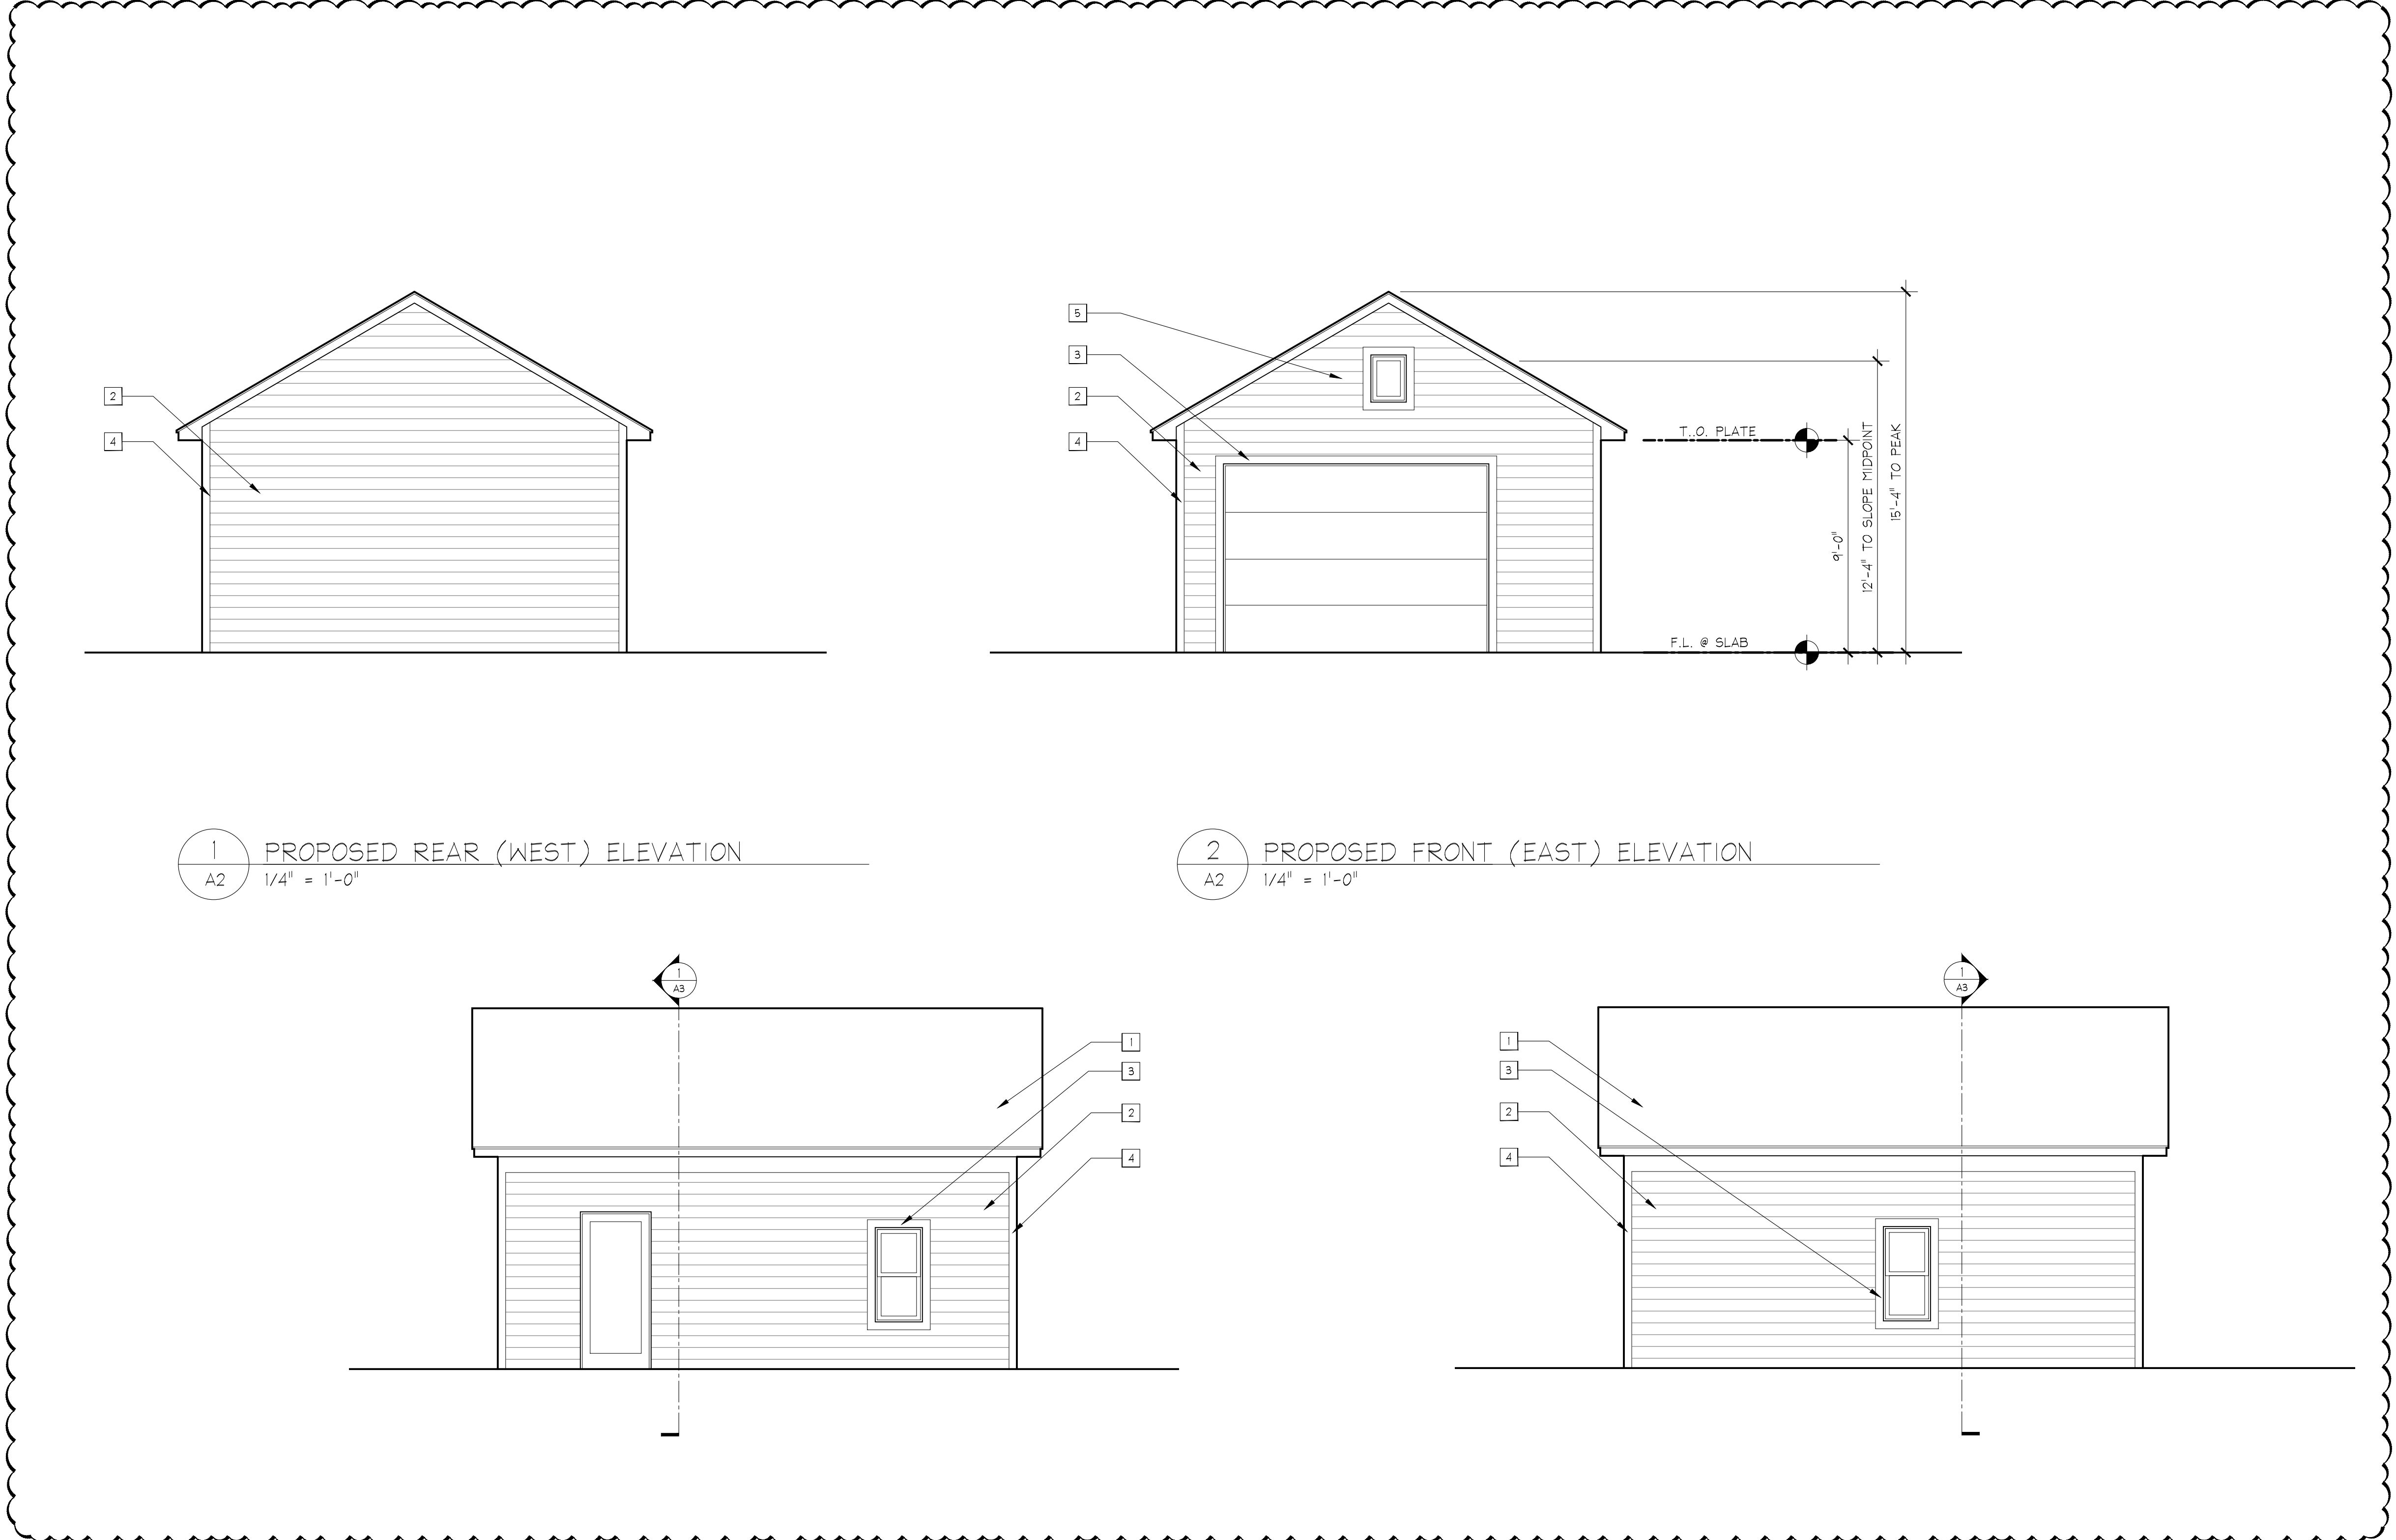 2
4
5
3
2
4
T..O. PLATE
F.L. @ SLAB
9'-0"
12'-4" TO SLOPE MIDPOINT
15'-4" TO PEAK
1
A2
PROPOSED REAR (WEST) ELEVATION
1/4" = 1'-0"
2
A2
PROPOSED FRONT (EAST) ELEVATION
1/4" = 1'-0"
1
A3
1
3
2
4
1
A3
1
3
2
4